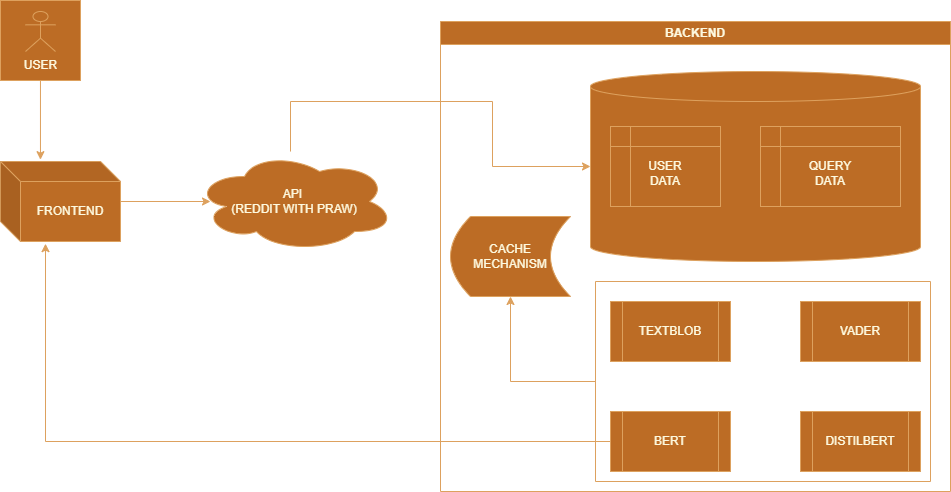 USER
BACKEND
USER
DATA
QUERY
DATA
FRONTEND
API
(REDDIT WITH PRAW)
CACHE
MECHANISM
TEXTBLOB
VADER
BERT
DISTILBERT